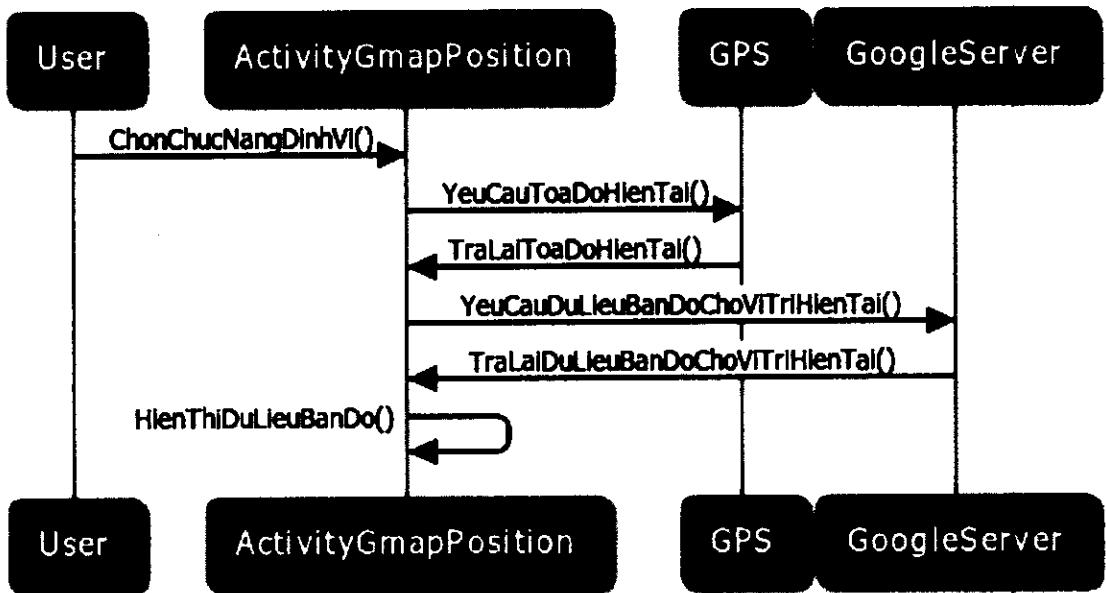 User
ActivityGmapPosition
GPS
GoogleServer
ChonChucNangDinhVi()
YeuCauToaDoHienTai()
TraLaiToaDoHienTai()
YeuCauDuLieuBanDoChoViTriHienTai()
TraLaiDuLieuBanDoChoViTriHienTai()
HienThiDuLieuBanDo()
User
ActivityGmapPosition
GPS
GoogleServer